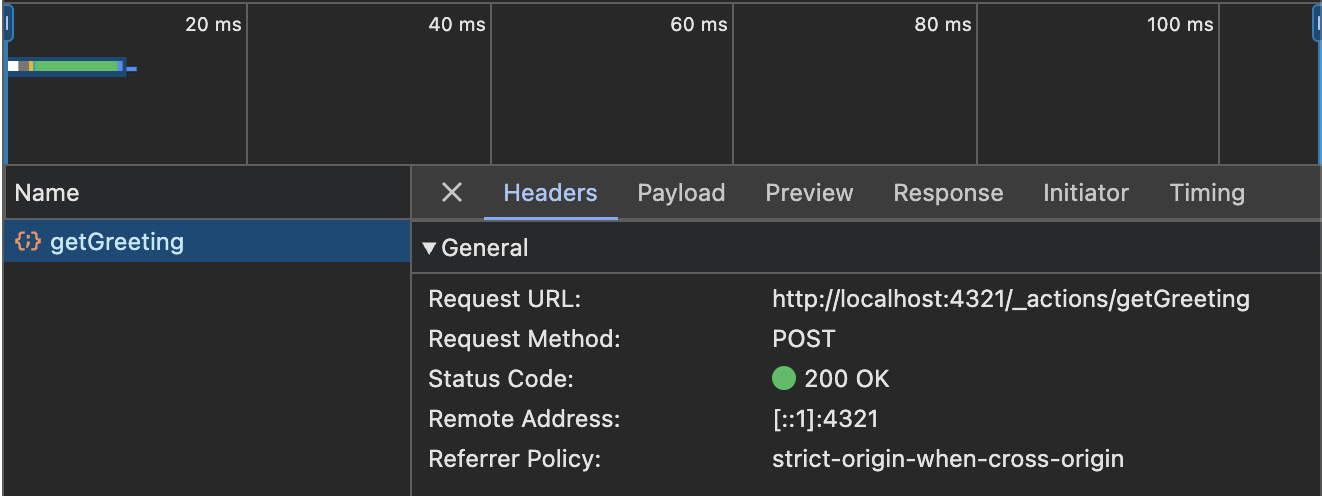 20 ms 40 ms 60 ms 80 ms 100 ms
Name
Headers Payload Preview Response Initiator Timing
{;} getGreeting
▼ General
Request URL: http://localhost:4321/_actions/getGreeting
Request Method: POST
Status Code: 200 OK
Remote Address: [::1]:4321
Referrer Policy: strict-origin-when-cross-origin